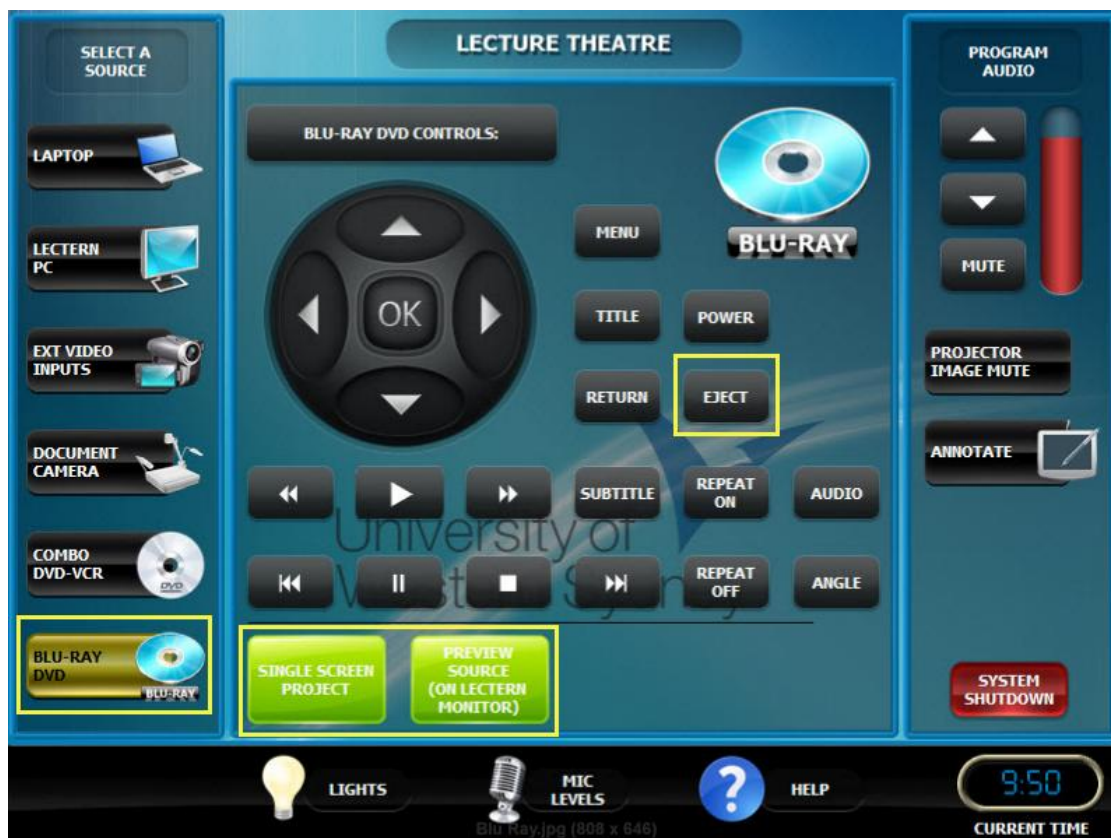 SELECT A
SOURCE
LAPTOP
LECTERN
PC
EXT VIDEO
INPUTS
DOCUMENT
CAMERA
COMBO
DVD-VCR
DVD
BLU-RAY
DVD
BLU-RAY
LECTURE THEATRE
BLU-RAY DVD CONTROLS:
BLU-RAY
OK
MENU
TITLE
POWER
RETURN
EJECT
SUBTITLE
REPEAT
ON
AUDIO
REPEAT
OFF
ANGLE
University of
Western Sydney
SINGLE SCREEN
PROJECT
PREVIEW
SOURCE
(ON LECTERN
MONITOR)
PROGRAM
AUDIO
MUTE
PROJECTOR
IMAGE MUTE
ANNOTATE
SYSTEM
SHUTDOWN
LIGHTS
MIC
LEVELS
HELP
9:50
CURRENT TIME
Blu Ray.jpg (808 x 646)